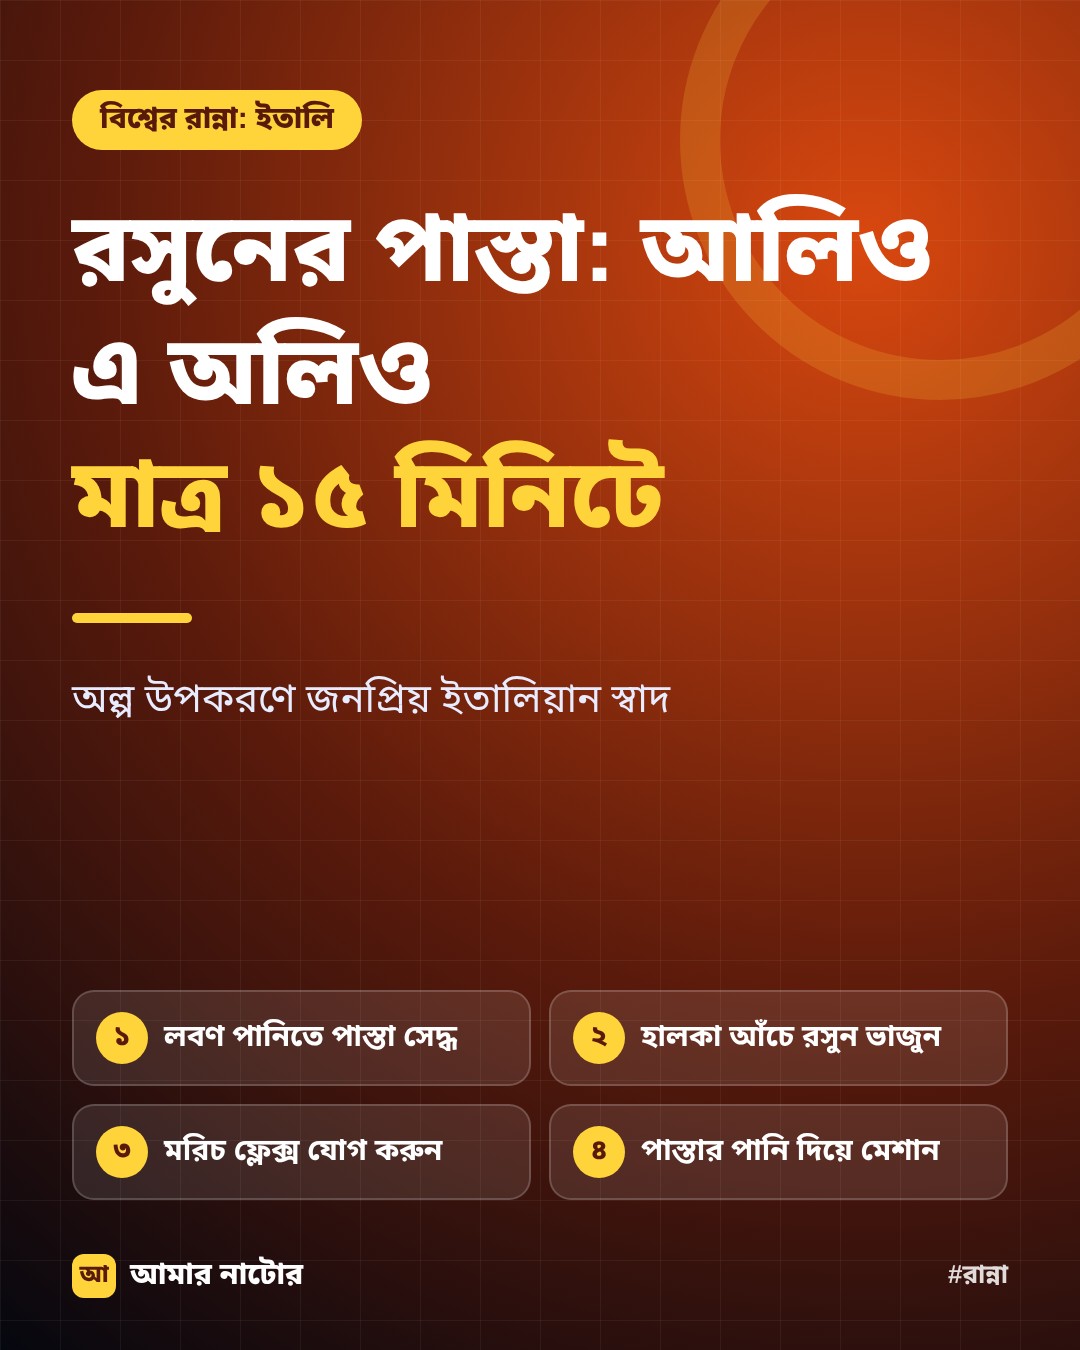 বিশ্বের রান্না: ইতালি
রসুনের পাস্তা: আলিও
এ অলিও
মাত্র ১৫ মিনিটে
অল্প উপকরণে জনপ্রিয় ইতালিয়ান স্বাদ
১ লবণ পানিতে পাস্তা সেদ্ধ
২ হালকা আঁচে রসুন ভাজুন
৩ মরিচ ফ্লেক্স যোগ করুন
৪ পাস্তার পানি দিয়ে মেশান
আ আমার নাটোর
#রান্না